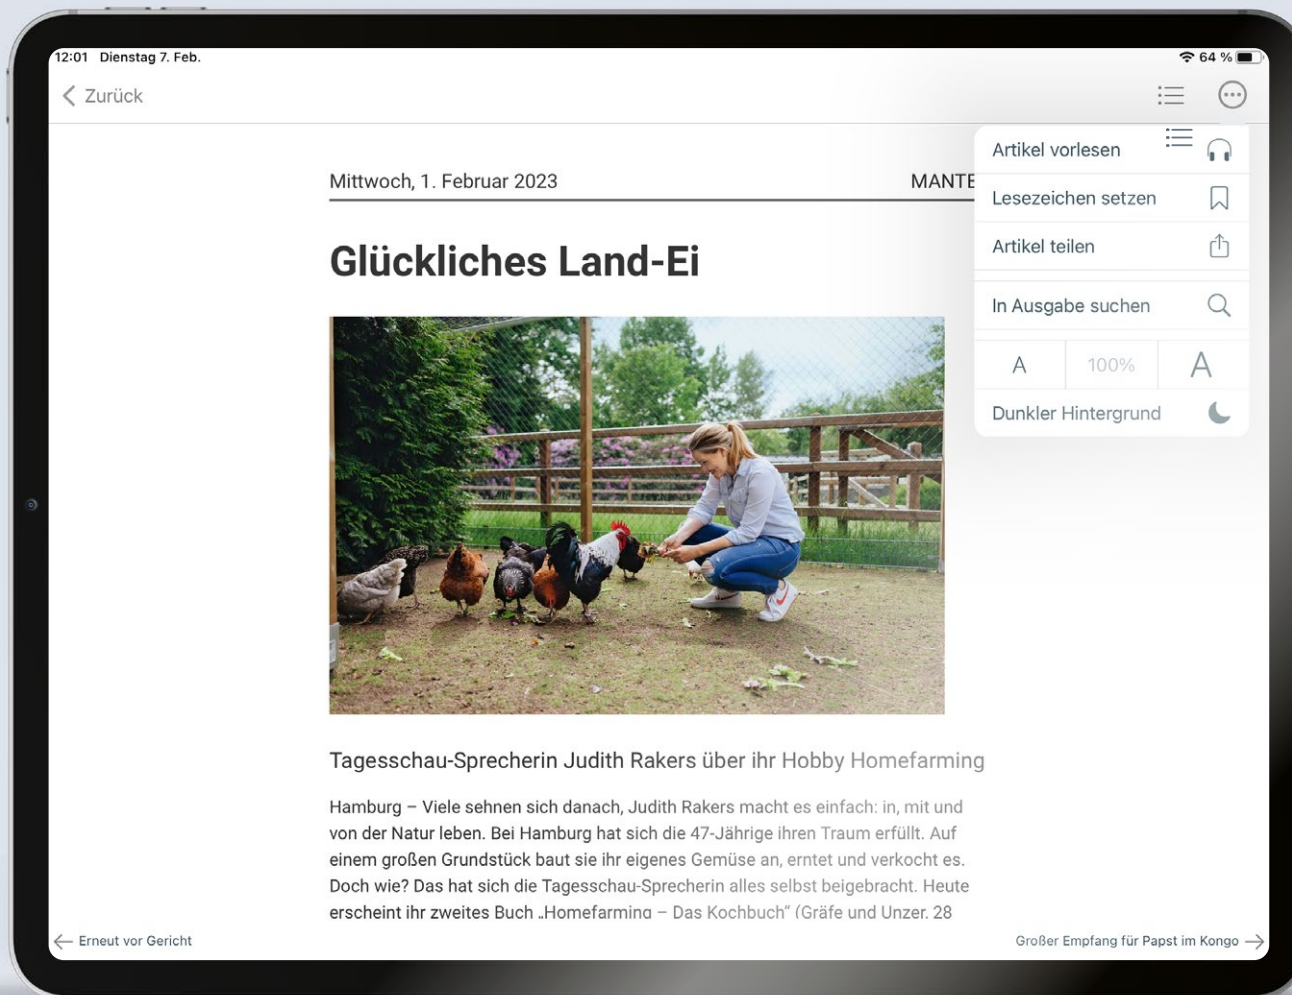 12:01 Dienstag 7. Feb.
64 %
Zurück
Mittwoch, 1. Februar 2023
MANTE
Glückliches Land-Ei
Artikel vorlesen
Lesezeichen setzen
Artikel teilen
In Ausgabe suchen
A 100% A
Dunkler Hintergrund
Tagesschau-Sprecherin Judith Rakers über ihr Hobby Homefarming
Hamburg – Viele sehnen sich danach, Judith Rakers macht es einfach: in, mit und
von der Natur leben. Bei Hamburg hat sich die 47-Jährige ihren Traum erfüllt. Auf
einem großen Grundstück baut sie ihr eigenes Gemüse an, erntet und verkocht es.
Doch wie? Das hat sich die Tagesschau-Sprecherin alles selbst beigebracht. Heute
erscheint ihr zweites Buch „Homefarming – Das Kochbuch“ (Gräfe und Unzer, 28
Erneut vor Gericht
Großer Empfang für Papst im Kongo